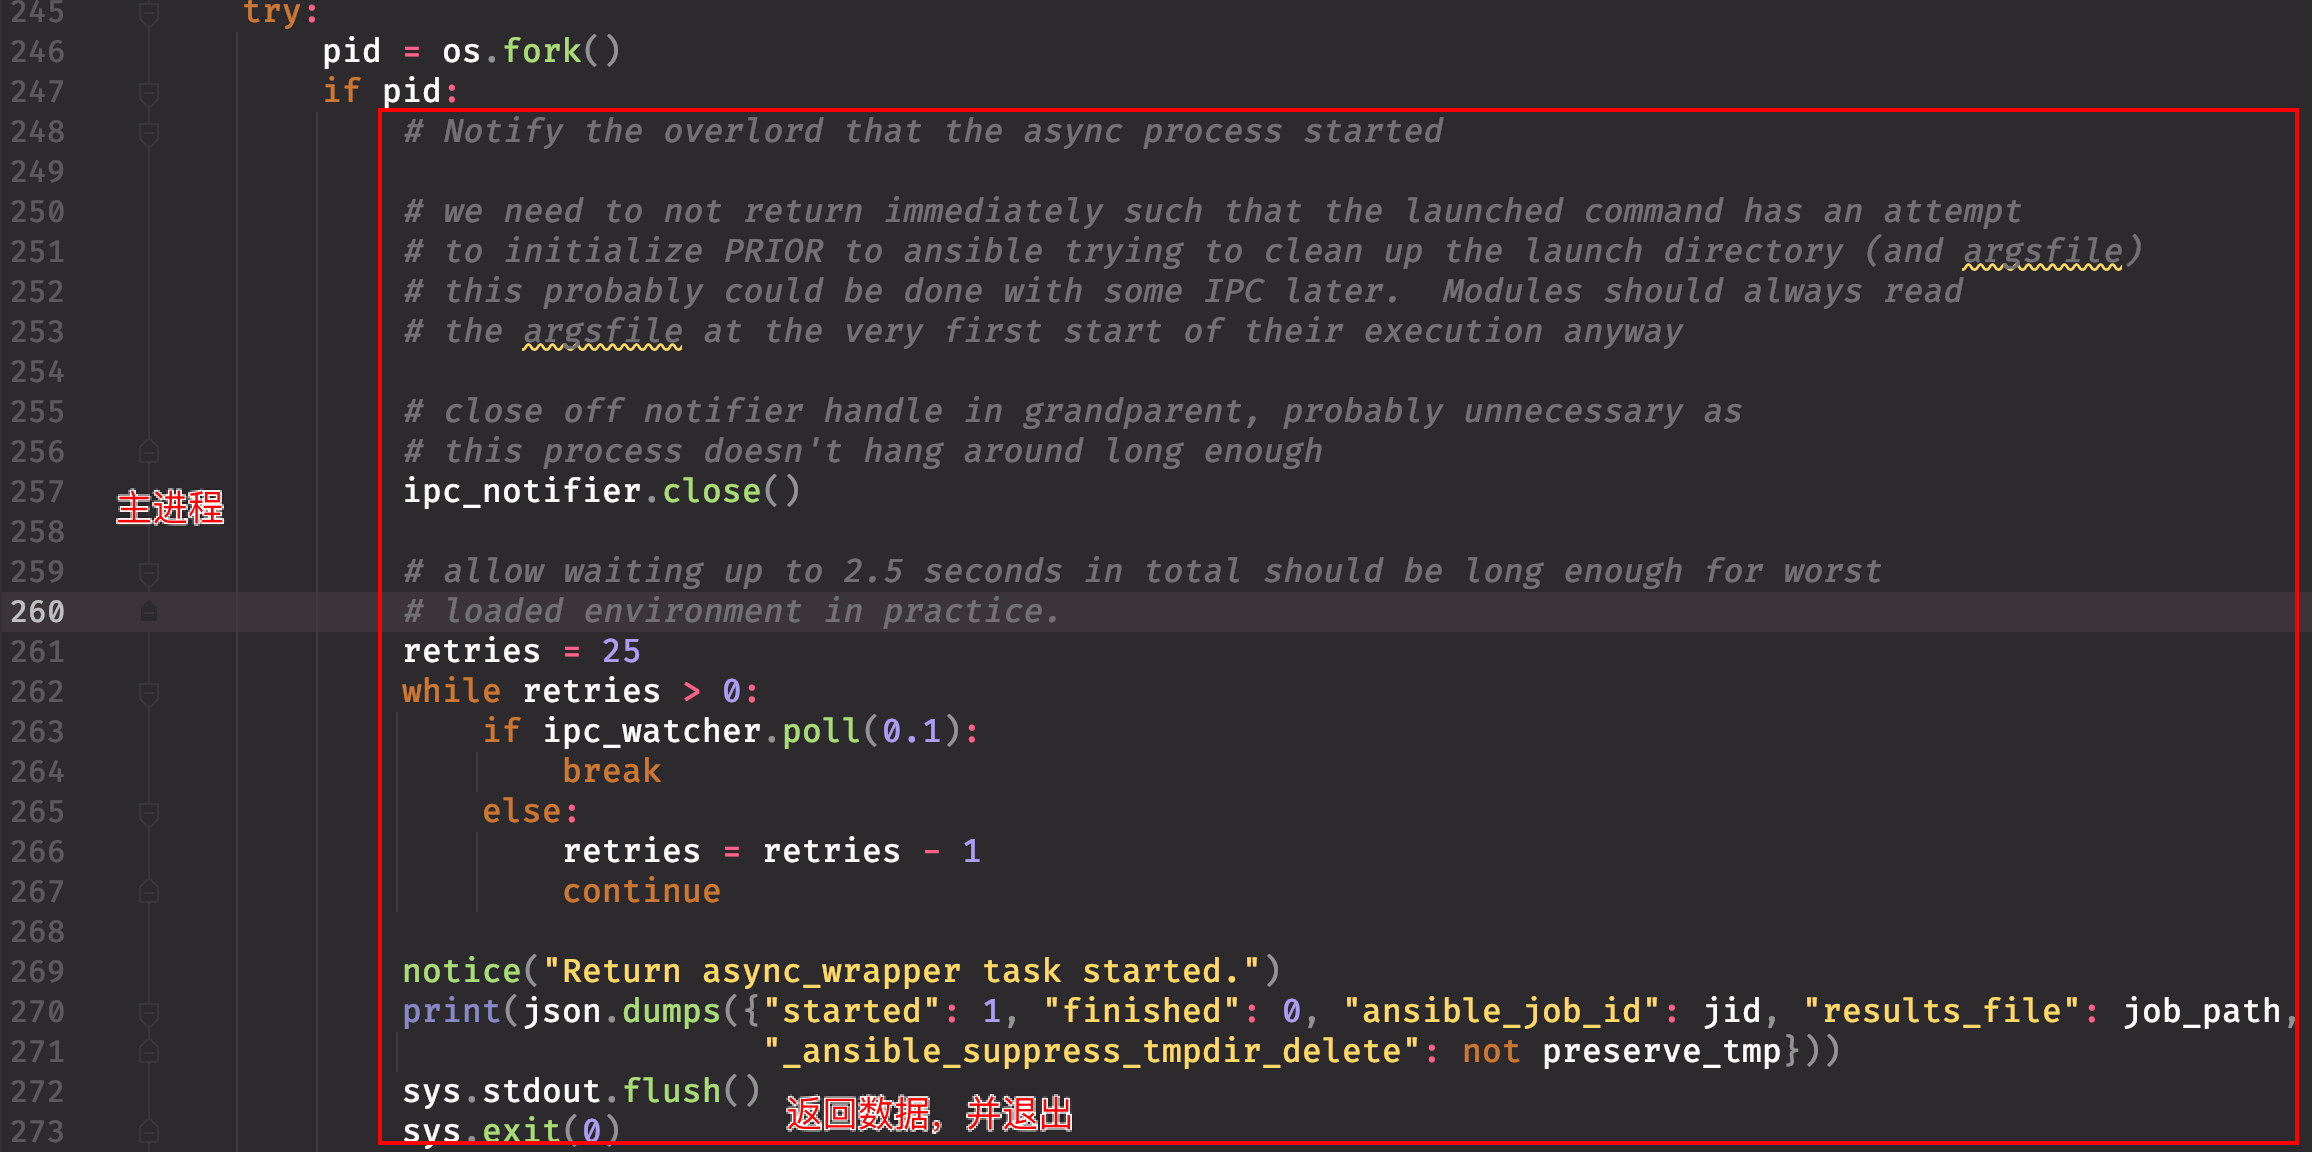 245 try:
246 pid = os.fork()
247 if pid:
248 # Notify the overlord that the async process started
249
250 # we need to not return immediately such that the launched command has an attempt
251 # to initialize PRIOR to ansible trying to clean up the launch directory (and argsfile)
252 # this probably could be done with some IPC later.  Modules should always read
253 # the argsfile at the very first start of their execution anyway
254
255 # close off notifier handle in grandparent, probably unnecessary as
256 # this process doesn't hang around long enough
257 ipc_notifier.close()
主进程
258
259 # allow waiting up to 2.5 seconds in total should be long enough for worst
260 # loaded environment in practice.
261 retries = 25
262 while retries > 0:
263 if ipc_watcher.poll(0.1):
264 break
265 else:
266 retries = retries - 1
267 continue
268
269 notice("Return async_wrapper task started.")
270 print(json.dumps({"started": 1, "finished": 0, "ansible_job_id": jid, "results_file": job_path,
271 "_ansible_suppress_tmpdir_delete": not preserve_tmp}))
272 sys.stdout.flush()
返回数据，并退出
273 sys.exit(0)